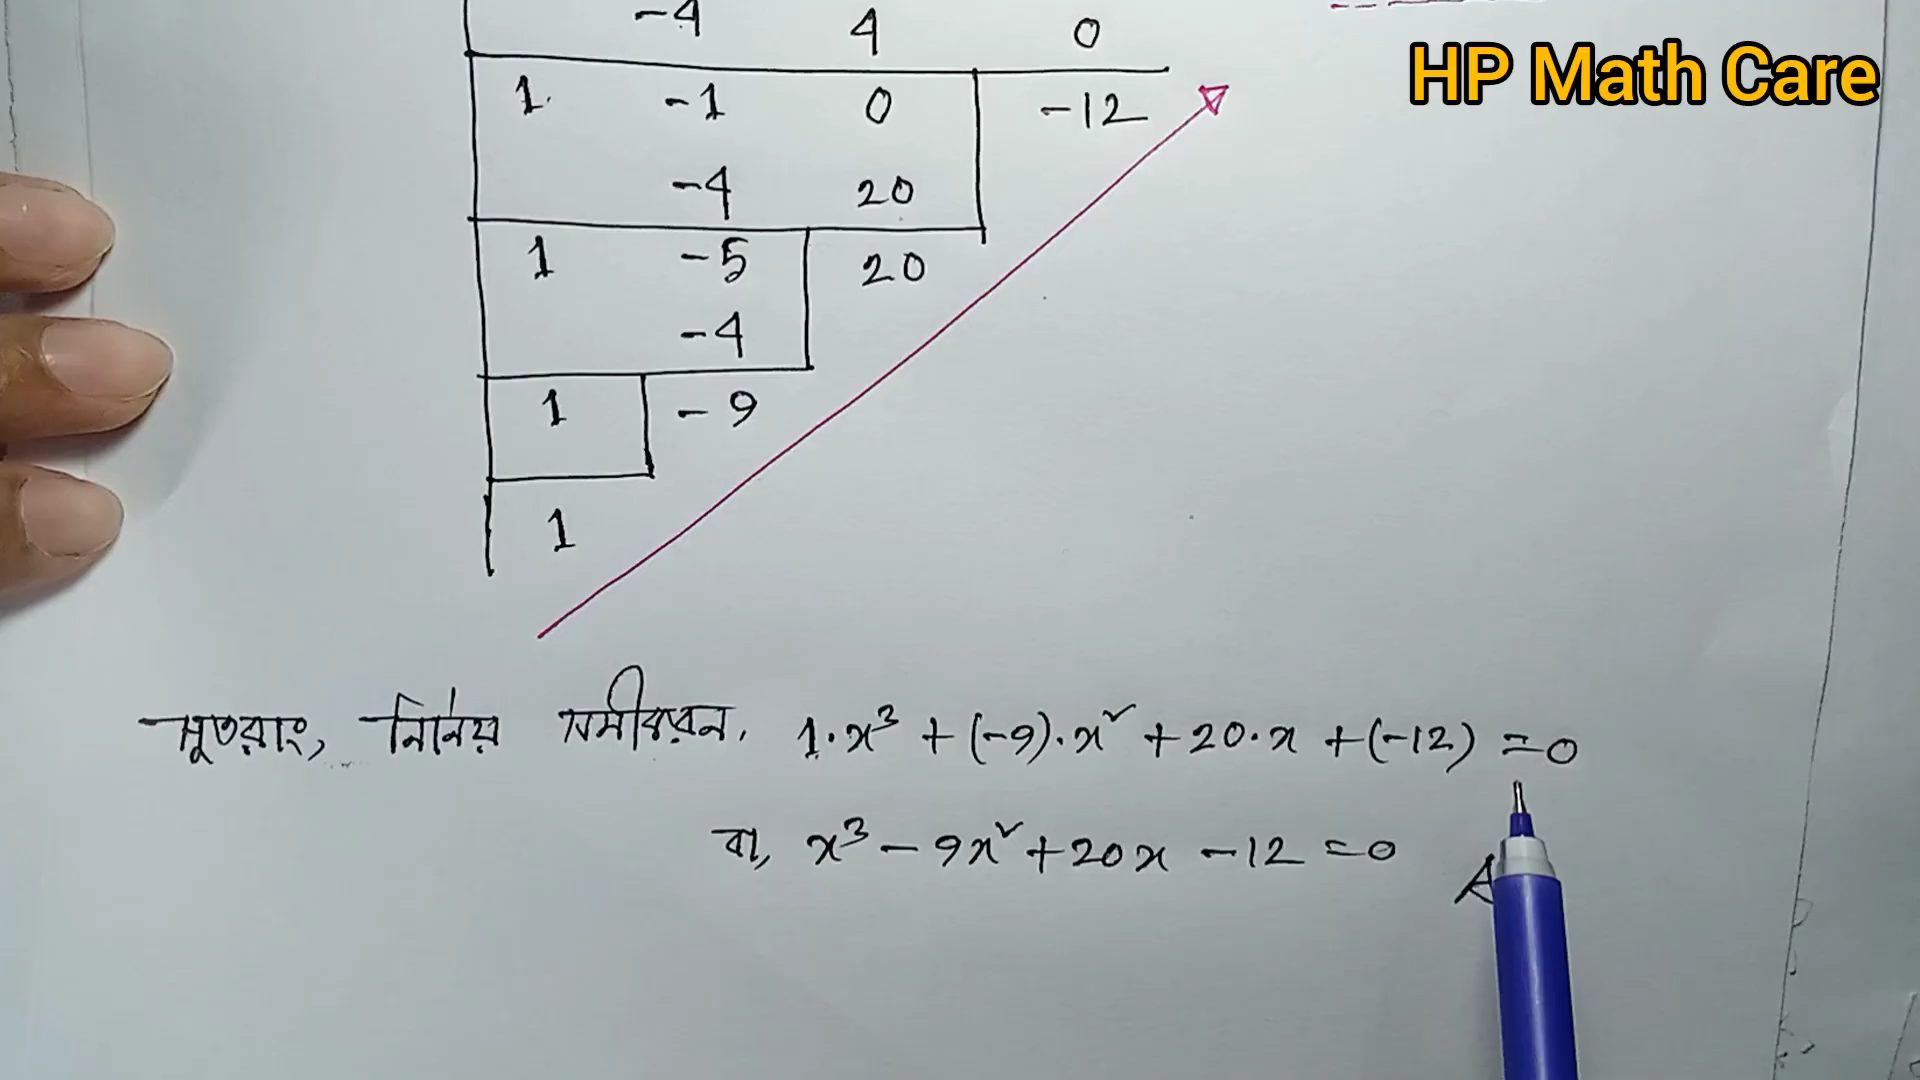 -4 4 0
HP Math Care
1 -1 0 -12
-4 20
1 -5 20
-4
1 -9
1
সুতরাং, নির্নেয় সমীকরন, 1·x³ + (-9)·x² + 20·x + (-12) = 0
বা, x³ - 9x² + 20x - 12 = 0